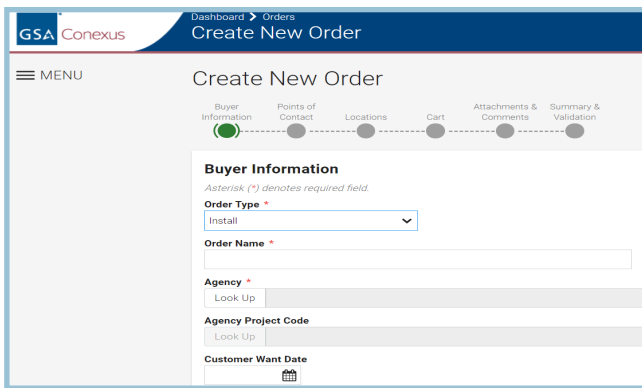 Dashboard > Orders
GSA Conexus
Create New Order
MENU
Create New Order
Buyer Information
Points of Contact
Locations
Cart
Attachments & Comments
Summary & Validation
Buyer Information
Asterisk (*) denotes required field.
Order Type *
Install
Order Name *
Agency *
Look Up
Agency Project Code
Look Up
Customer Want Date